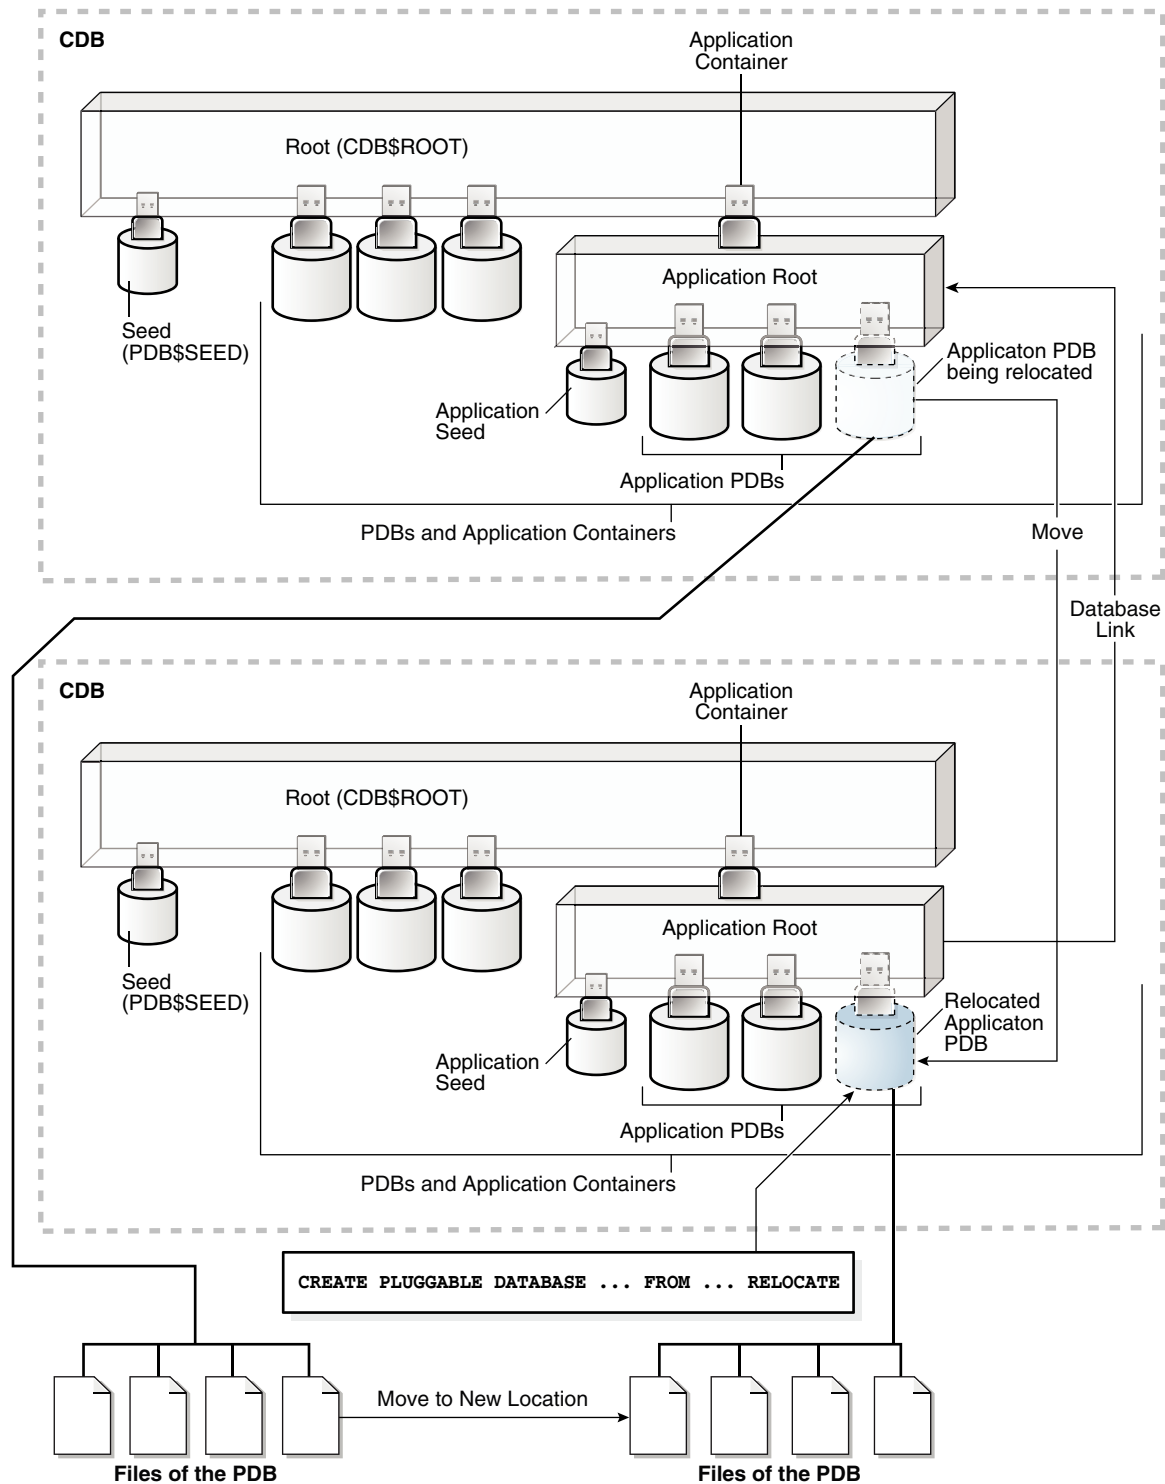 CDB
Application
Container
Root (CDB$ROOT)
Application Root
Seed
(PDB$SEED)
Applicaton PDB
being relocated
Application
Seed
Application PDBs
PDBs and Application Containers
Move
Database
Link
CDB
Application
Container
Root (CDB$ROOT)
Application Root
Seed
(PDB$SEED)
Relocated
Applicaton
PDB
Application
Seed
Application PDBs
PDBs and Application Containers
CREATE PLUGGABLE DATABASE ... FROM ... RELOCATE
Move to New Location
Files of the PDB
Files of the PDB